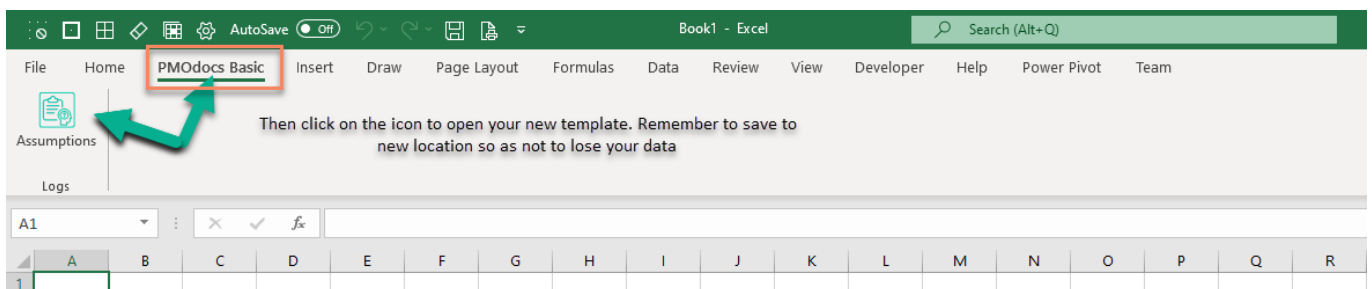 AutoSave Off Book1 - Excel Search (Alt+Q)
File Home PMOdocs Basic Insert Draw Page Layout Formulas Data Review View Developer Help Power Pivot Team
Then click on the icon to open your new template. Remember to save to
new location so as not to lose your data
Assumptions
Logs
A1 fx
A B C D E F G H I J K L M N O P Q R
1